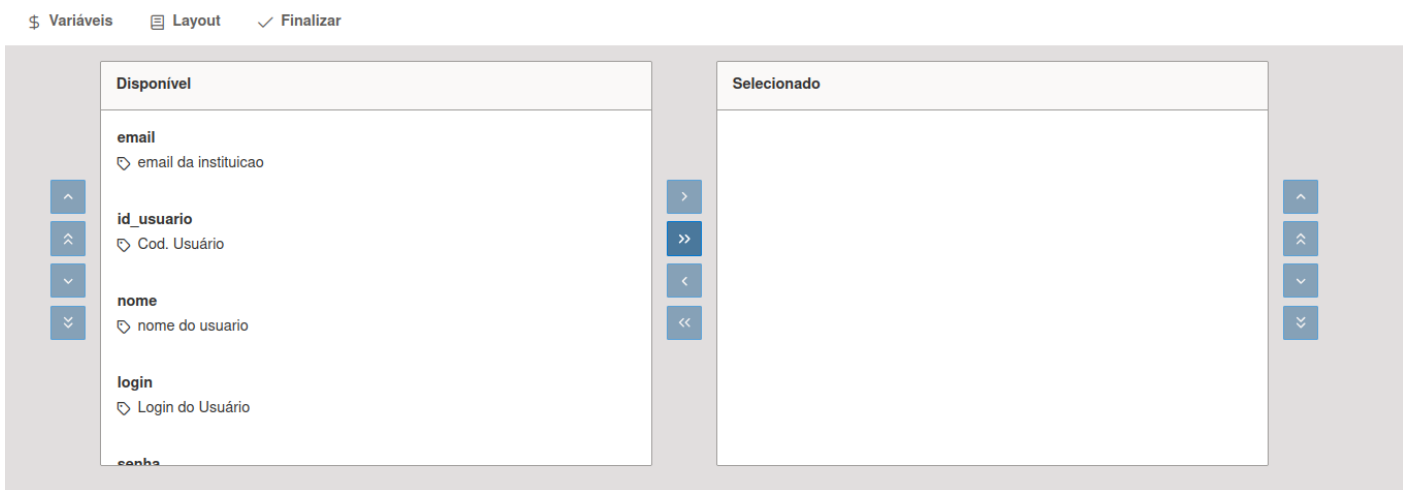 Variáveis Layout Finalizar
Disponível
email
email da instituicao
id_usuario
Cod. Usuário
nome
nome do usuario
login
Login do Usuário
senha
Selecionado